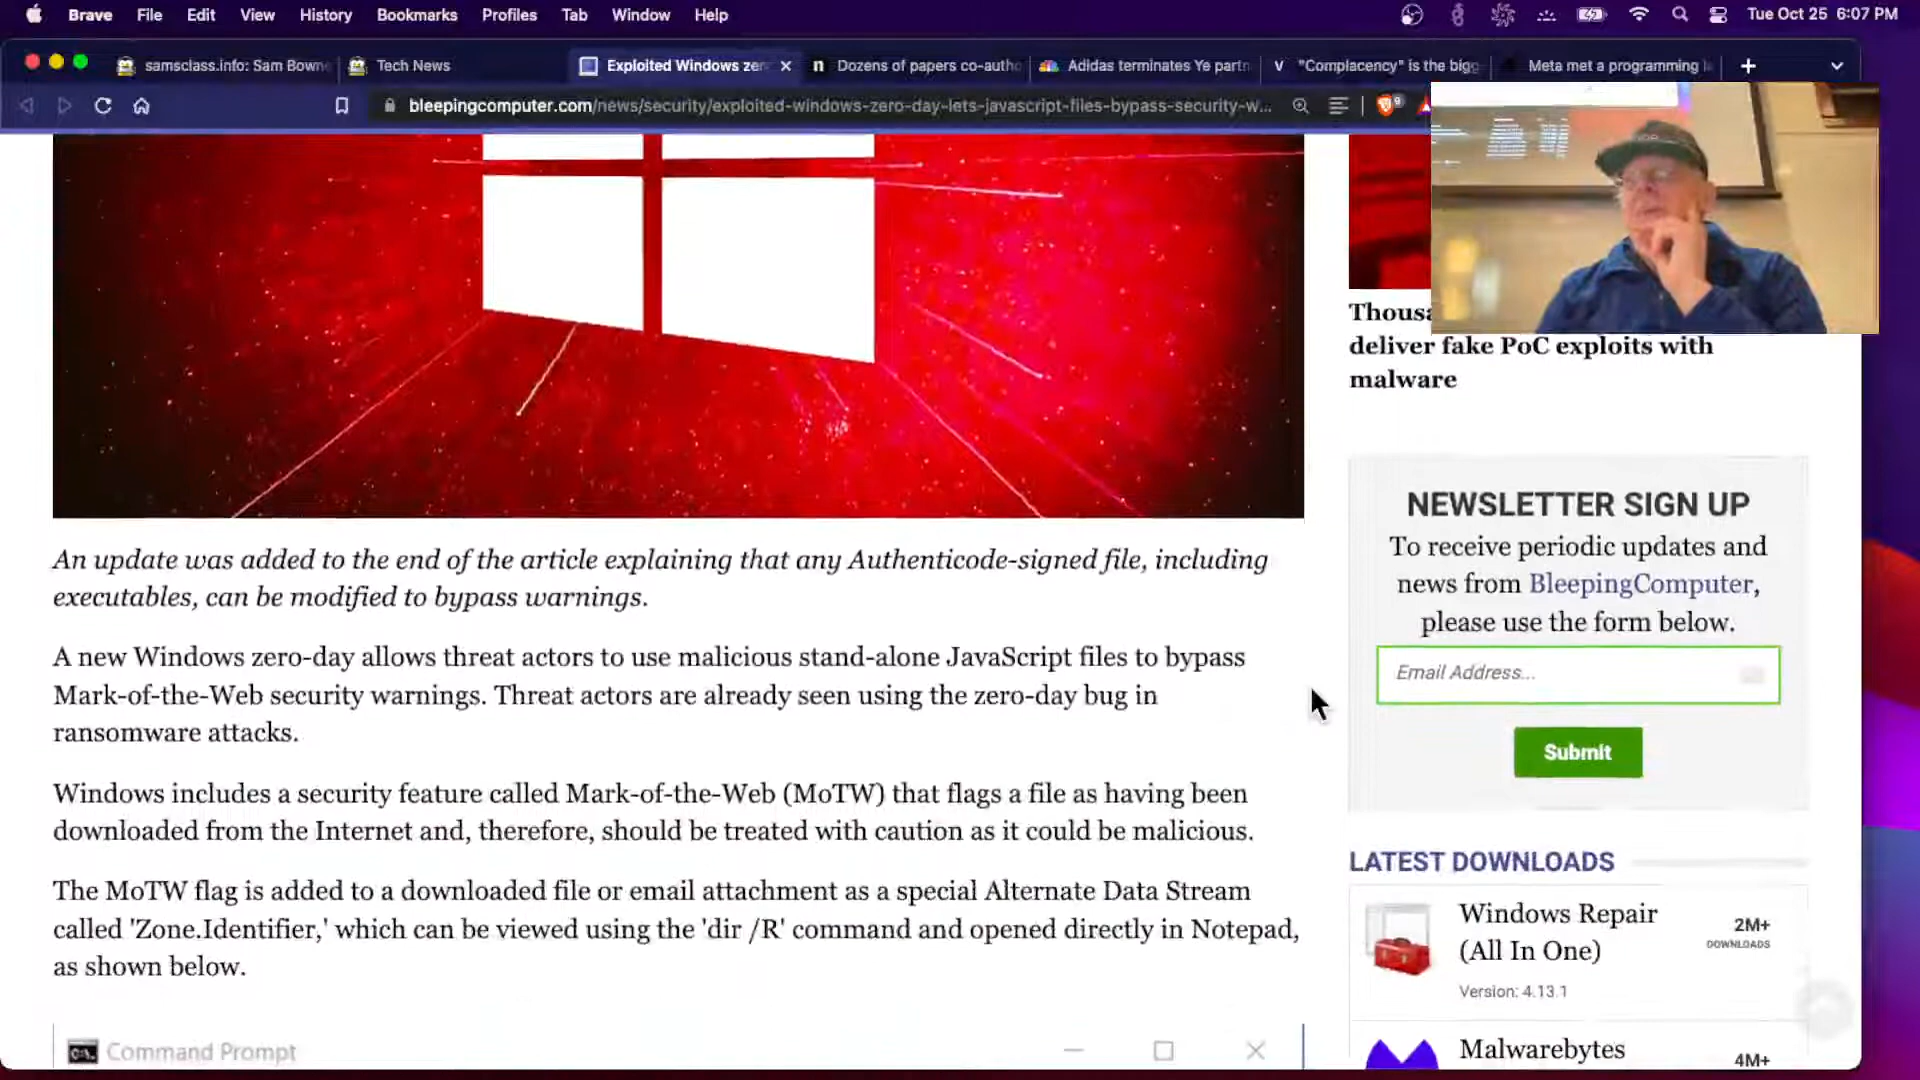 Brave File Edit View History Bookmarks Profiles Tab Window Help Tue Oct 25 6:07 PM
samsclass.info: Sam Bown Tech News Exploited Windows zer Dozens of papers co-autho Adidas terminates Ye partn "Complacency" is the bigg Meta met a programming
bleepingcomputer.com/news/security/exploited-windows-zero-day-lets-javascript-files-bypass-security-w...
deliver fake PoC exploits with
malware
An update was added to the end of the article explaining that any Authenticode-signed file, including
executables, can be modified to bypass warnings.
A new Windows zero-day allows threat actors to use malicious stand-alone JavaScript files to bypass
Mark-of-the-Web security warnings. Threat actors are already seen using the zero-day bug in
ransomware attacks.
Windows includes a security feature called Mark-of-the-Web (MoTW) that flags a file as having been
downloaded from the Internet and, therefore, should be treated with caution as it could be malicious.
The MoTW flag is added to a downloaded file or email attachment as a special Alternate Data Stream
called 'Zone.Identifier,' which can be viewed using the 'dir /R' command and opened directly in Notepad,
as shown below.
Command Prompt
NEWSLETTER SIGN UP
To receive periodic updates and
news from BleepingComputer,
please use the form below.
Email Address...
Submit
LATEST DOWNLOADS
Windows Repair
(All In One)
Version: 4.13.1
2M+
DOWNLOADS
Malwarebytes
4M+